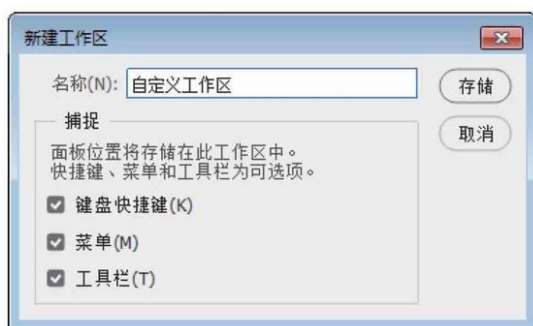 新建工作区
名称(N): 自定义工作区
存储
捕捉
取消
面板位置将存储在此工作区中。
快捷键、菜单和工具栏为可选项。
键盘快捷键(K)
菜单(M)
工具栏(T)